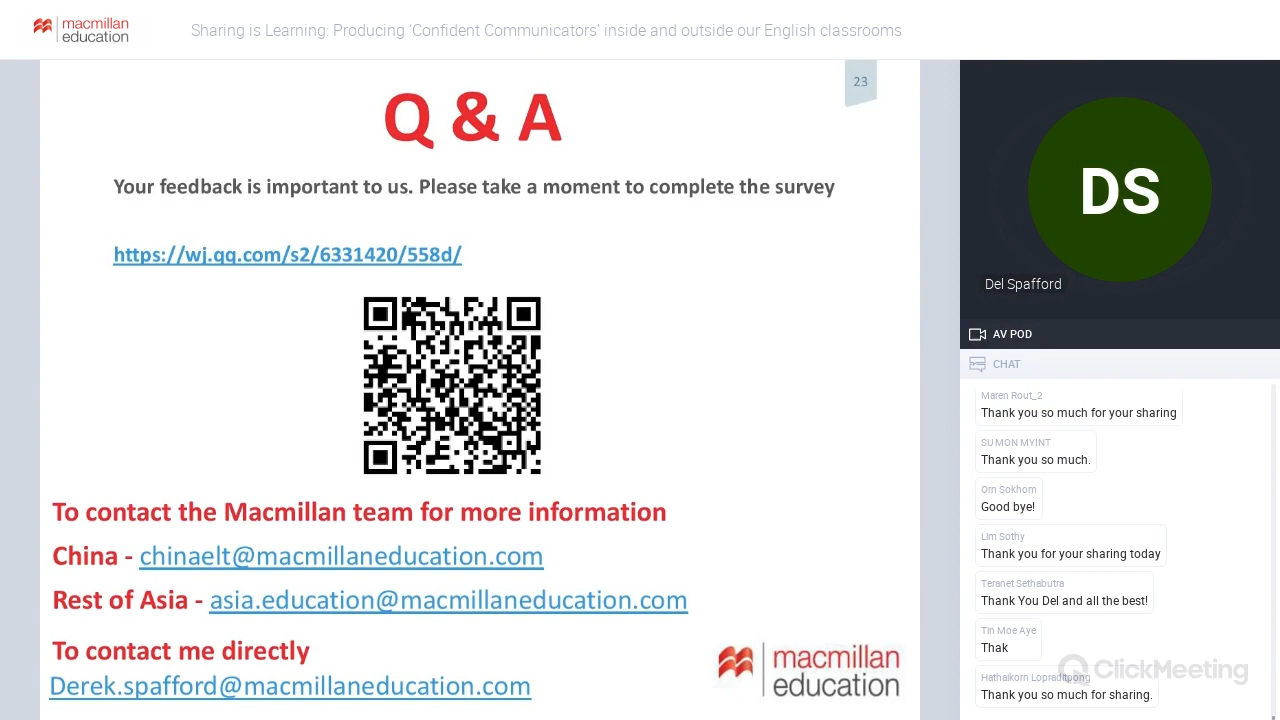 macmillan
education
Sharing is Learning: Producing ‘Confident Communicators’ inside and outside our English classrooms
23
Q & A
Your feedback is important to us. Please take a moment to complete the survey
https://wj.qq.com/s2/6331420/558d/
To contact the Macmillan team for more information
China - chinaelt@macmillaneducation.com
Rest of Asia - asia.education@macmillaneducation.com
To contact me directly
Derek.spafford@macmillaneducation.com
macmillan
education
DS
Del Spafford
AV POD
CHAT
Maren Rout_2
Thank you so much for your sharing
SU MON MYINT
Thank you so much.
Orn Sokhom
Good bye!
Lim Sothy
Thank you for your sharing today
Teranet Sethabutra
Thank You Del and all the best!
Tin Moe Aye
Thak
ClickMeeting
Hathaikorn Lopraditpong
Thank you so much for sharing.